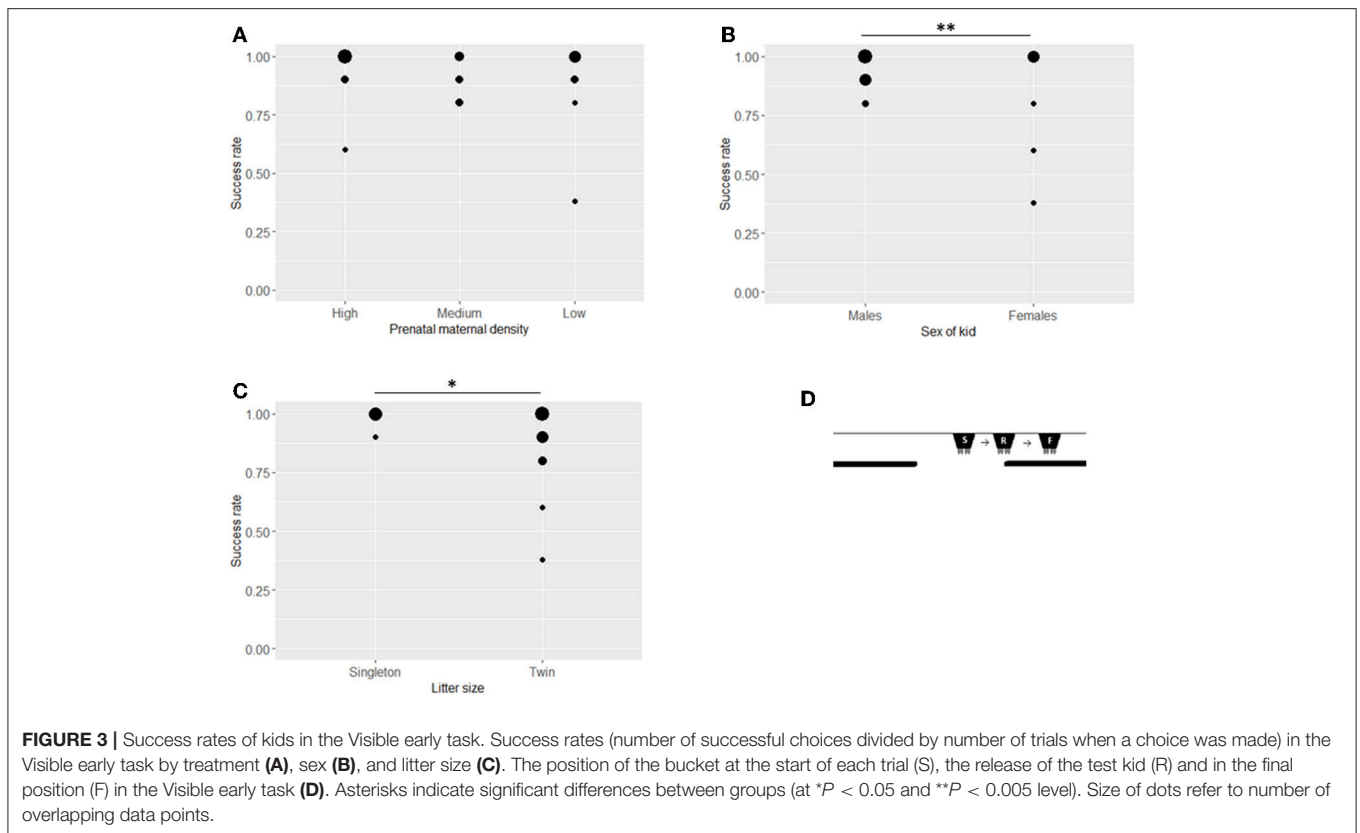 A
1.00
0.75
0.50
0.25
0.00
Success rate
High Medium Low
Prenatal maternal density
B
**
1.00
0.75
0.50
0.25
0.00
Success rate
Males Females
Sex of kid
C
*
1.00
0.75
0.50
0.25
0.00
Success rate
Singleton Twin
Litter size
D
S → R → F
FIGURE 3 | Success rates of kids in the Visible early task. Success rates (number of successful choices divided by number of trials when a choice was made) in the
Visible early task by treatment (A), sex (B), and litter size (C). The position of the bucket at the start of each trial (S), the release of the test kid (R) and in the final
position (F) in the Visible early task (D). Asterisks indicate significant differences between groups (at *P < 0.05 and **P < 0.005 level). Size of dots refer to number of
overlapping data points.